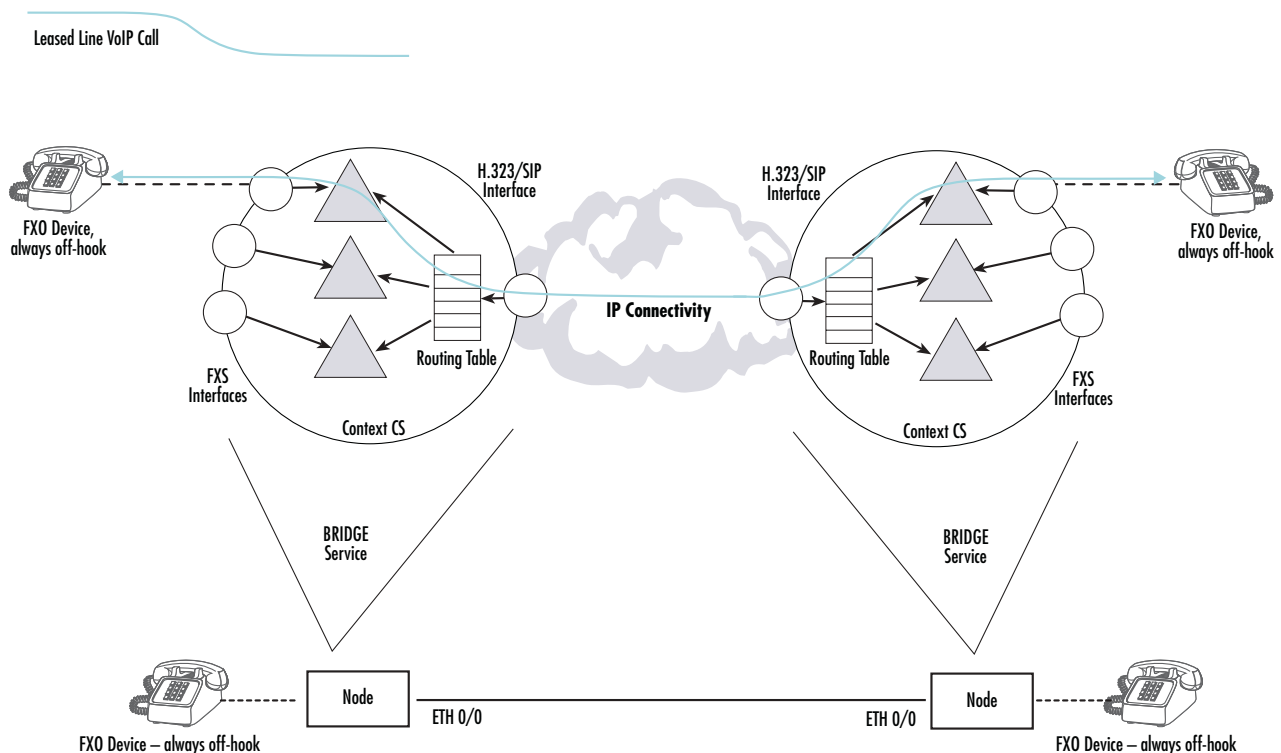 Leased Line VoIP Call
H.323/SIP
Interface
H.323/SIP
Interface
FXO Device,
always off-hook
FXO Device,
always off-hook
IP Connectivity
Routing Table
Routing Table
FXS
Interfaces
FXS
Interfaces
Context CS
Context CS
BRIDGE
Service
BRIDGE
Service
Node
Node
ETH 0/0
ETH 0/0
FXO Device – always off-hook
FXO Device – always off-hook